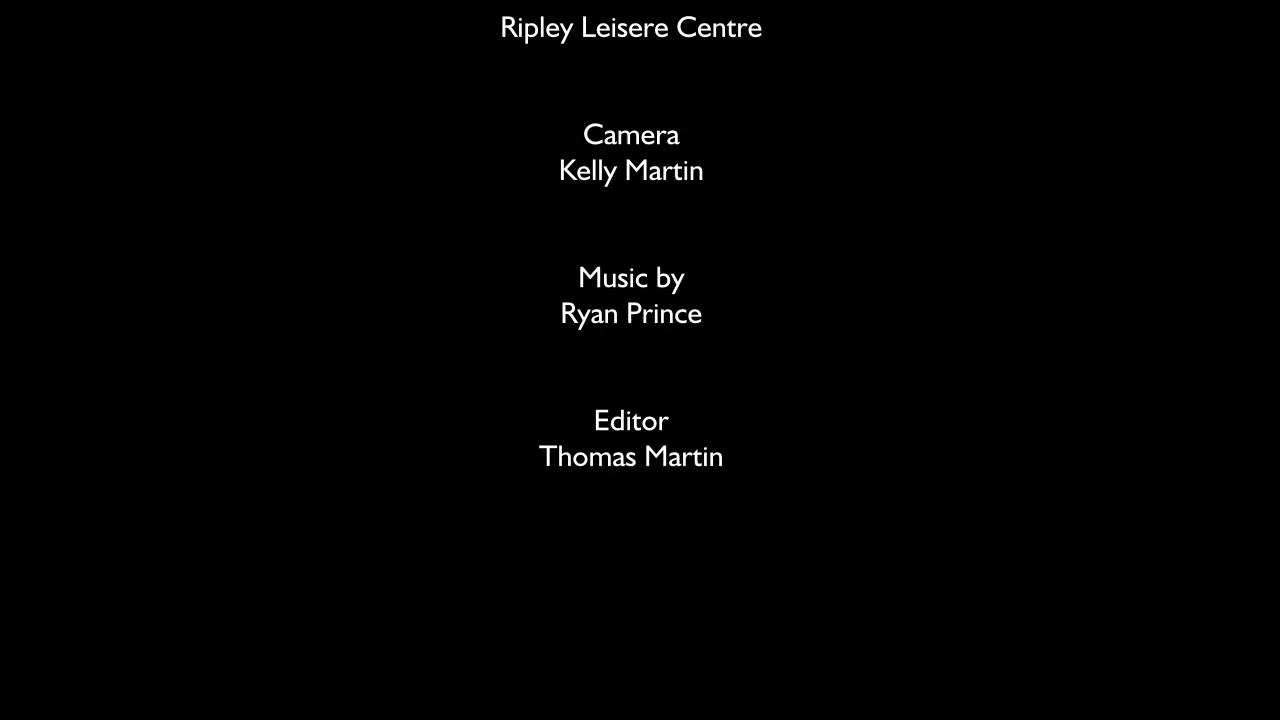 Ripley Leisere Centre
Camera
Kelly Martin
Music by
Ryan Prince
Editor
Thomas Martin